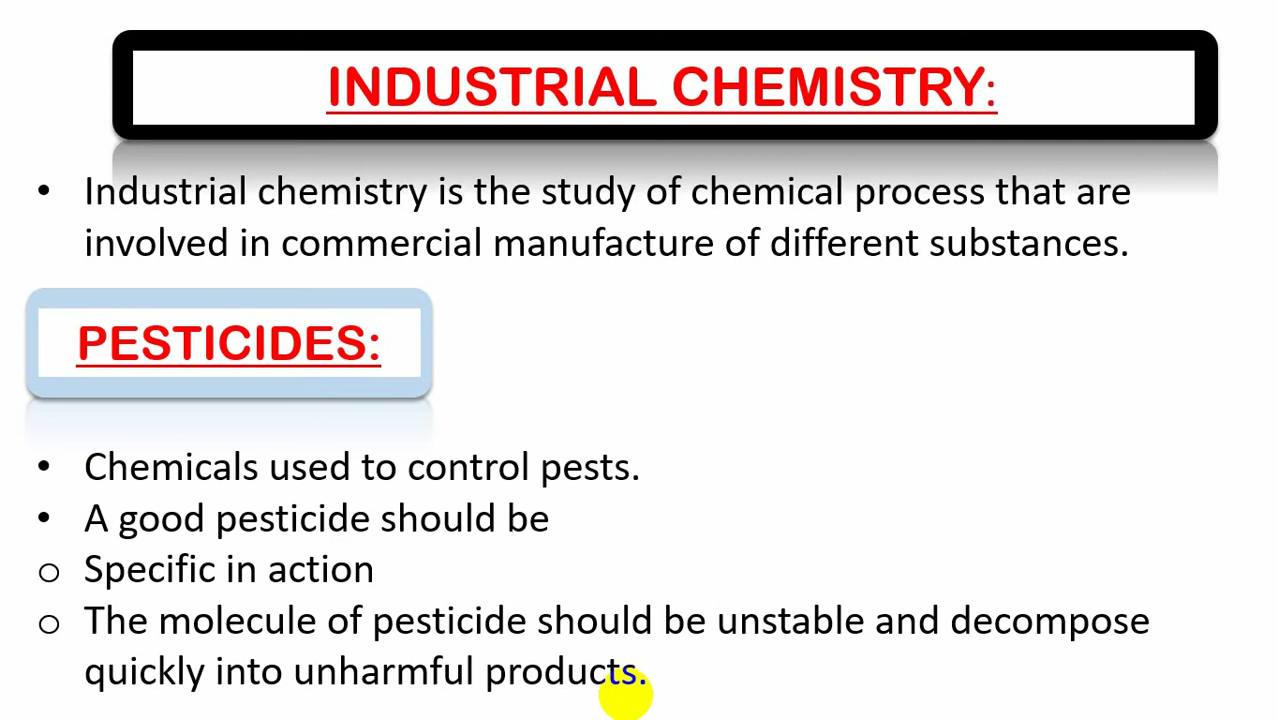 INDUSTRIAL CHEMISTRY:
• Industrial chemistry is the study of chemical process that are
involved in commercial manufacture of different substances.
PESTICIDES:
• Chemicals used to control pests.
• A good pesticide should be
o Specific in action
o The molecule of pesticide should be unstable and decompose
quickly into unharmful products.